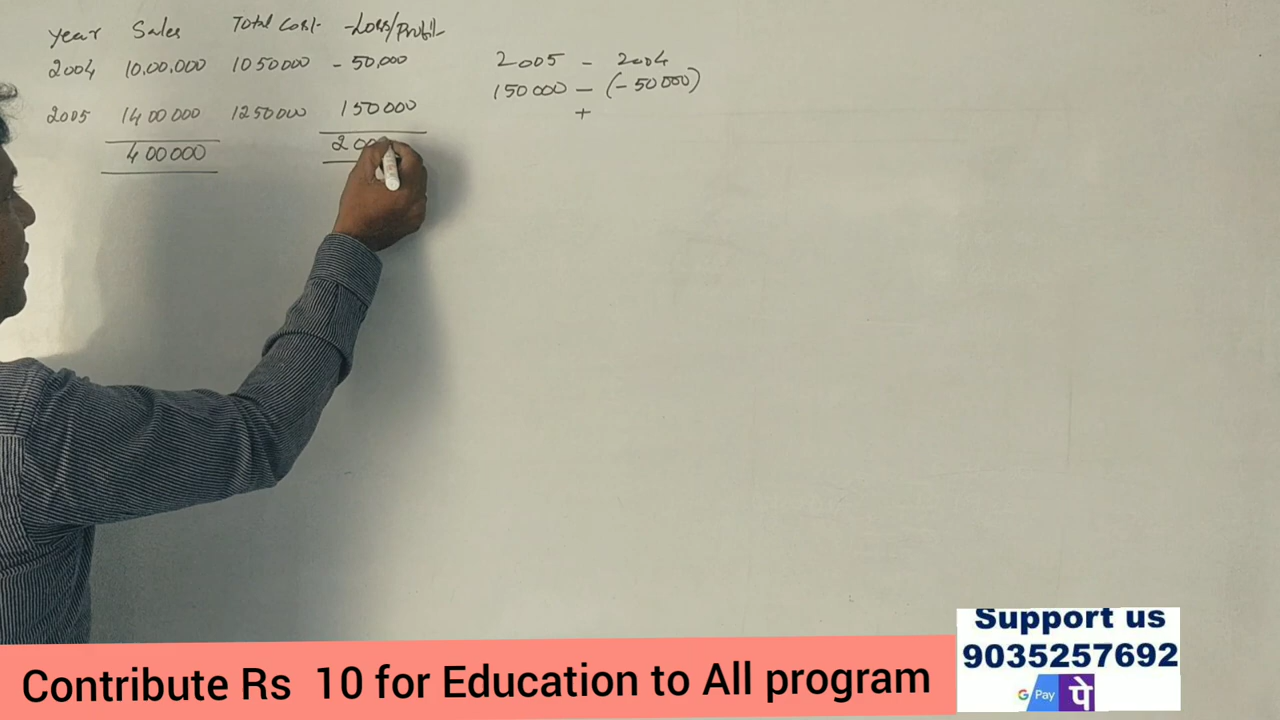 Year Sales Total Cost -Loss/Profit
2004 10,00,000 1050000 - 50,000
2005 1400000 1250000 150000
400000
2005 - 2004
150000 - (-50000)
+
Contribute Rs 10 for Education to All program
Support us
9035257692
G Pay पे